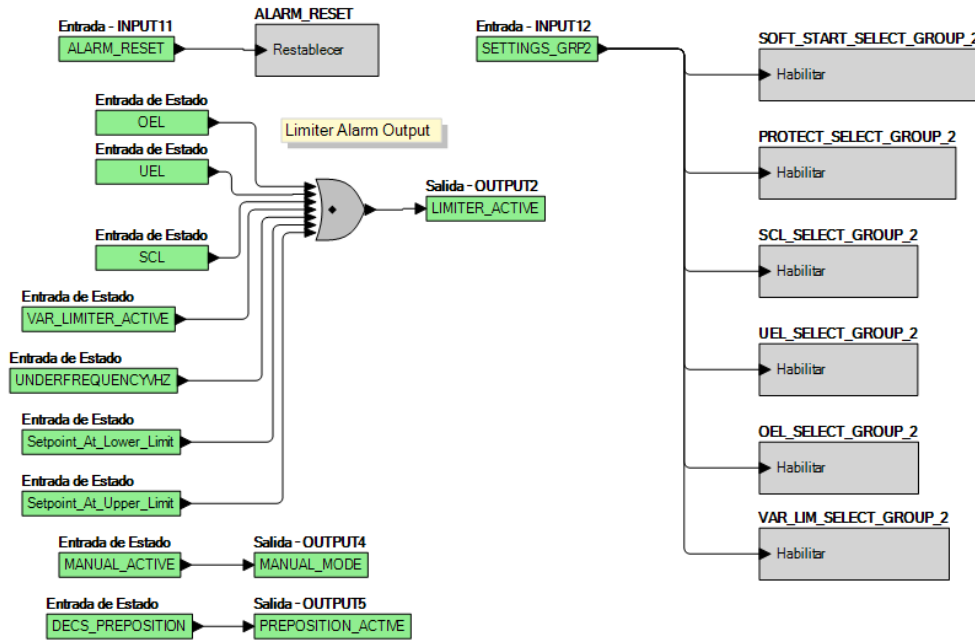 Entrada - INPUT11
ALARM_RESET
ALARM_RESET
Restablecer
Entrada de Estado
OEL
Entrada de Estado
UEL
Limiter Alarm Output
Entrada de Estado
SCL
Salida - OUTPUT2
LIMITER_ACTIVE
Entrada de Estado
VAR_LIMITER_ACTIVE
Entrada de Estado
UNDERFREQUENCYVHZ
Entrada de Estado
Setpoint_At_Lower_Limit
Entrada de Estado
Setpoint_At_Upper_Limit
Entrada de Estado
MANUAL_ACTIVE
Salida - OUTPUT4
MANUAL_MODE
Entrada de Estado
DECS_PREPOSITION
Salida - OUTPUT5
PREPOSITION_ACTIVE
Entrada - INPUT12
SETTINGS_GRP2
SOFT_START_SELECT_GROUP_2
Habilitar
PROTECT_SELECT_GROUP_2
Habilitar
SCL_SELECT_GROUP_2
Habilitar
UEL_SELECT_GROUP_2
Habilitar
OEL_SELECT_GROUP_2
Habilitar
VAR_LIM_SELECT_GROUP_2
Habilitar